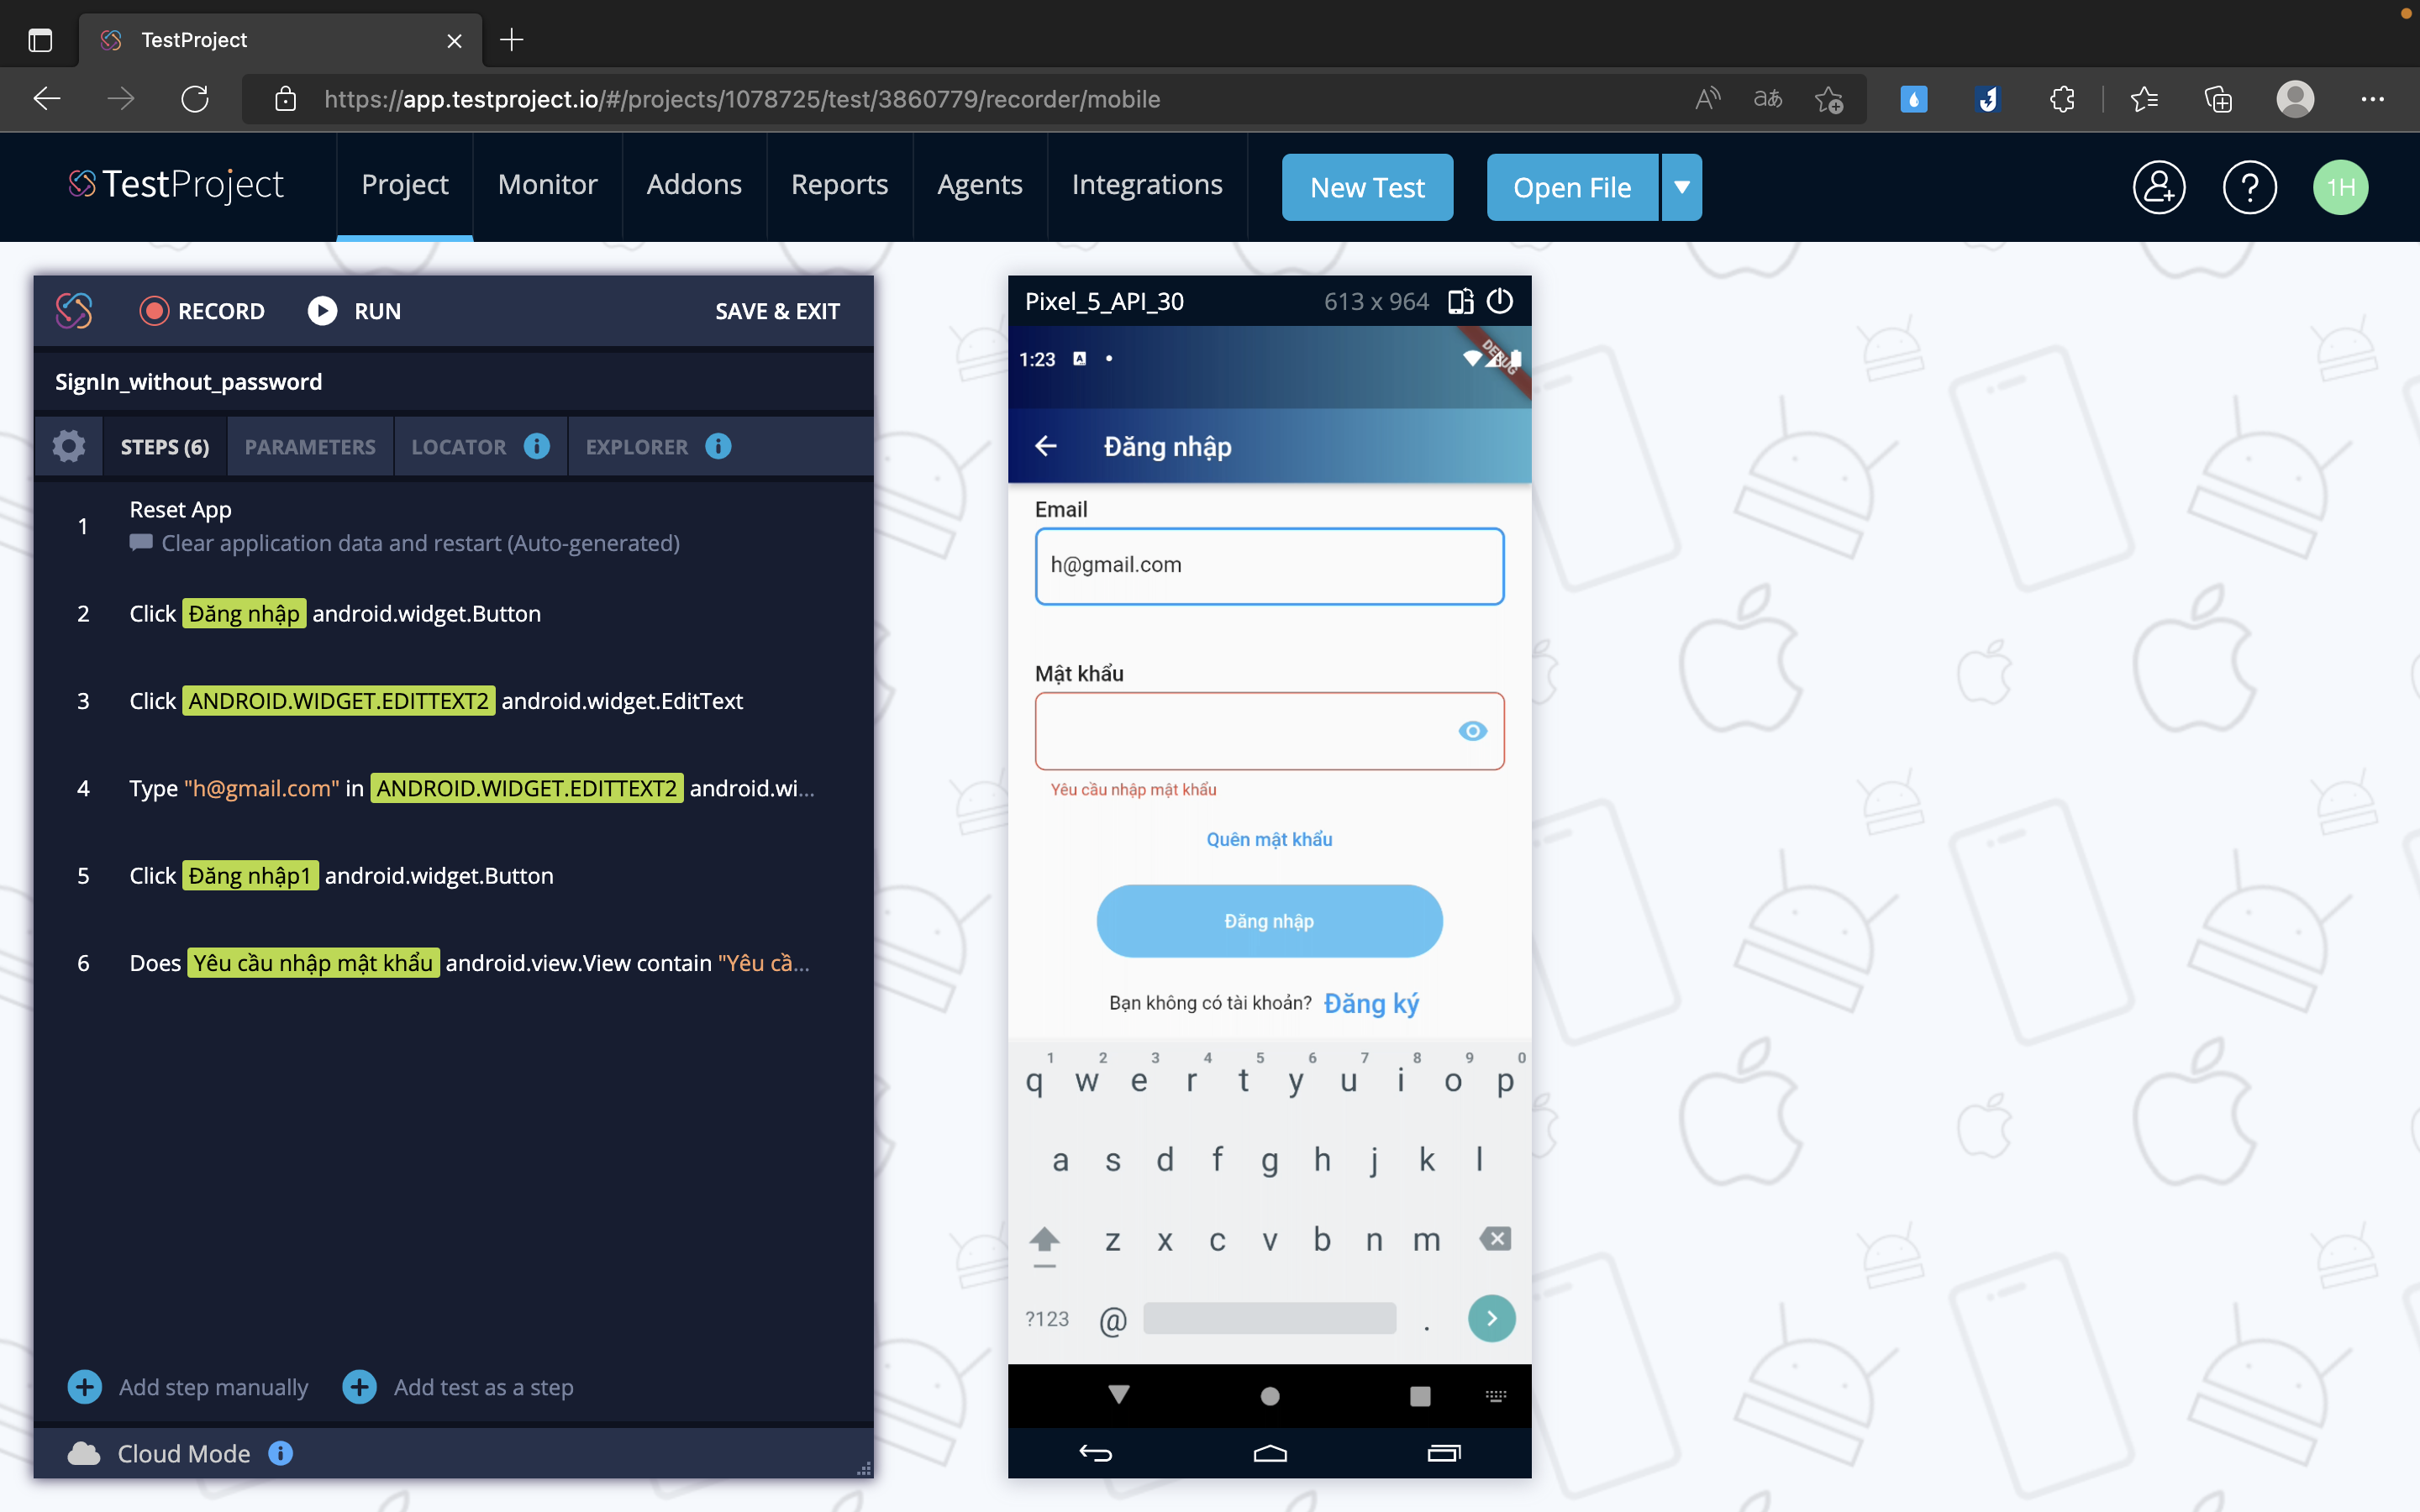 TestProject
https://app.testproject.io/#/projects/1078725/test/3860779/recorder/mobile
TestProject
Project
Monitor
Addons
Reports
Agents
Integrations
New Test
Open File
1H
RECORD
RUN
SAVE & EXIT
SignIn_without_password
STEPS (6)
PARAMETERS
LOCATOR
EXPLORER
1 Reset App
Clear application data and restart (Auto-generated)
2 Click Đăng nhập android.widget.Button
3 Click ANDROID.WIDGET.EDITTEXT2 android.widget.EditText
4 Type "h@gmail.com" in ANDROID.WIDGET.EDITTEXT2 android.wi...
5 Click Đăng nhập1 android.widget.Button
6 Does Yêu cầu nhập mật khẩu android.view.View contain "Yêu cầ...
Add step manually
Add test as a step
Cloud Mode
Pixel_5_API_30
613 x 964
1:23
DEBUG
Đăng nhập
Email
h@gmail.com
Mật khẩu
Yêu cầu nhập mật khẩu
Quên mật khẩu
Đăng nhập
Bạn không có tài khoản? Đăng ký
1 2 3 4 5 6 7 8 9 0
q w e r t y u i o p
a s d f g h j k l
z x c v b n m
?123 @ .